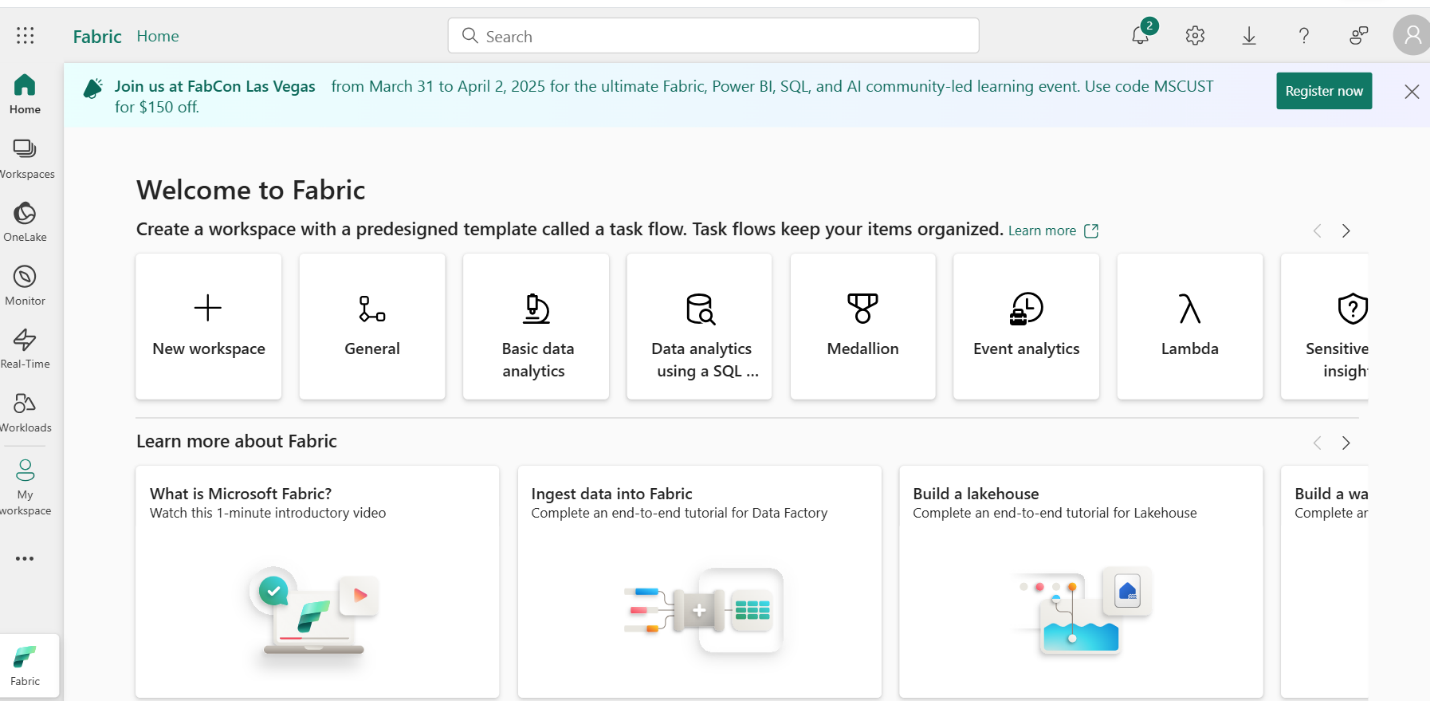 Fabric Home
Search
2
Home
Workspaces
OneLake
Monitor
Real-Time
Workloads
My
workspace
Fabric
Join us at FabCon Las Vegas from March 31 to April 2, 2025 for the ultimate Fabric, Power BI, SQL, and AI community-led learning event. Use code MSCUST
for $150 off.
Register now
Welcome to Fabric
Create a workspace with a predesigned template called a task flow. Task flows keep your items organized. Learn more
New workspace
General
Basic data
analytics
Data analytics
using a SQL ...
Medallion
Event analytics
Lambda
Sensitive
insigh
Learn more about Fabric
What is Microsoft Fabric?
Watch this 1-minute introductory video
Ingest data into Fabric
Complete an end-to-end tutorial for Data Factory
Build a lakehouse
Complete an end-to-end tutorial for Lakehouse
Build a wa
Complete ar